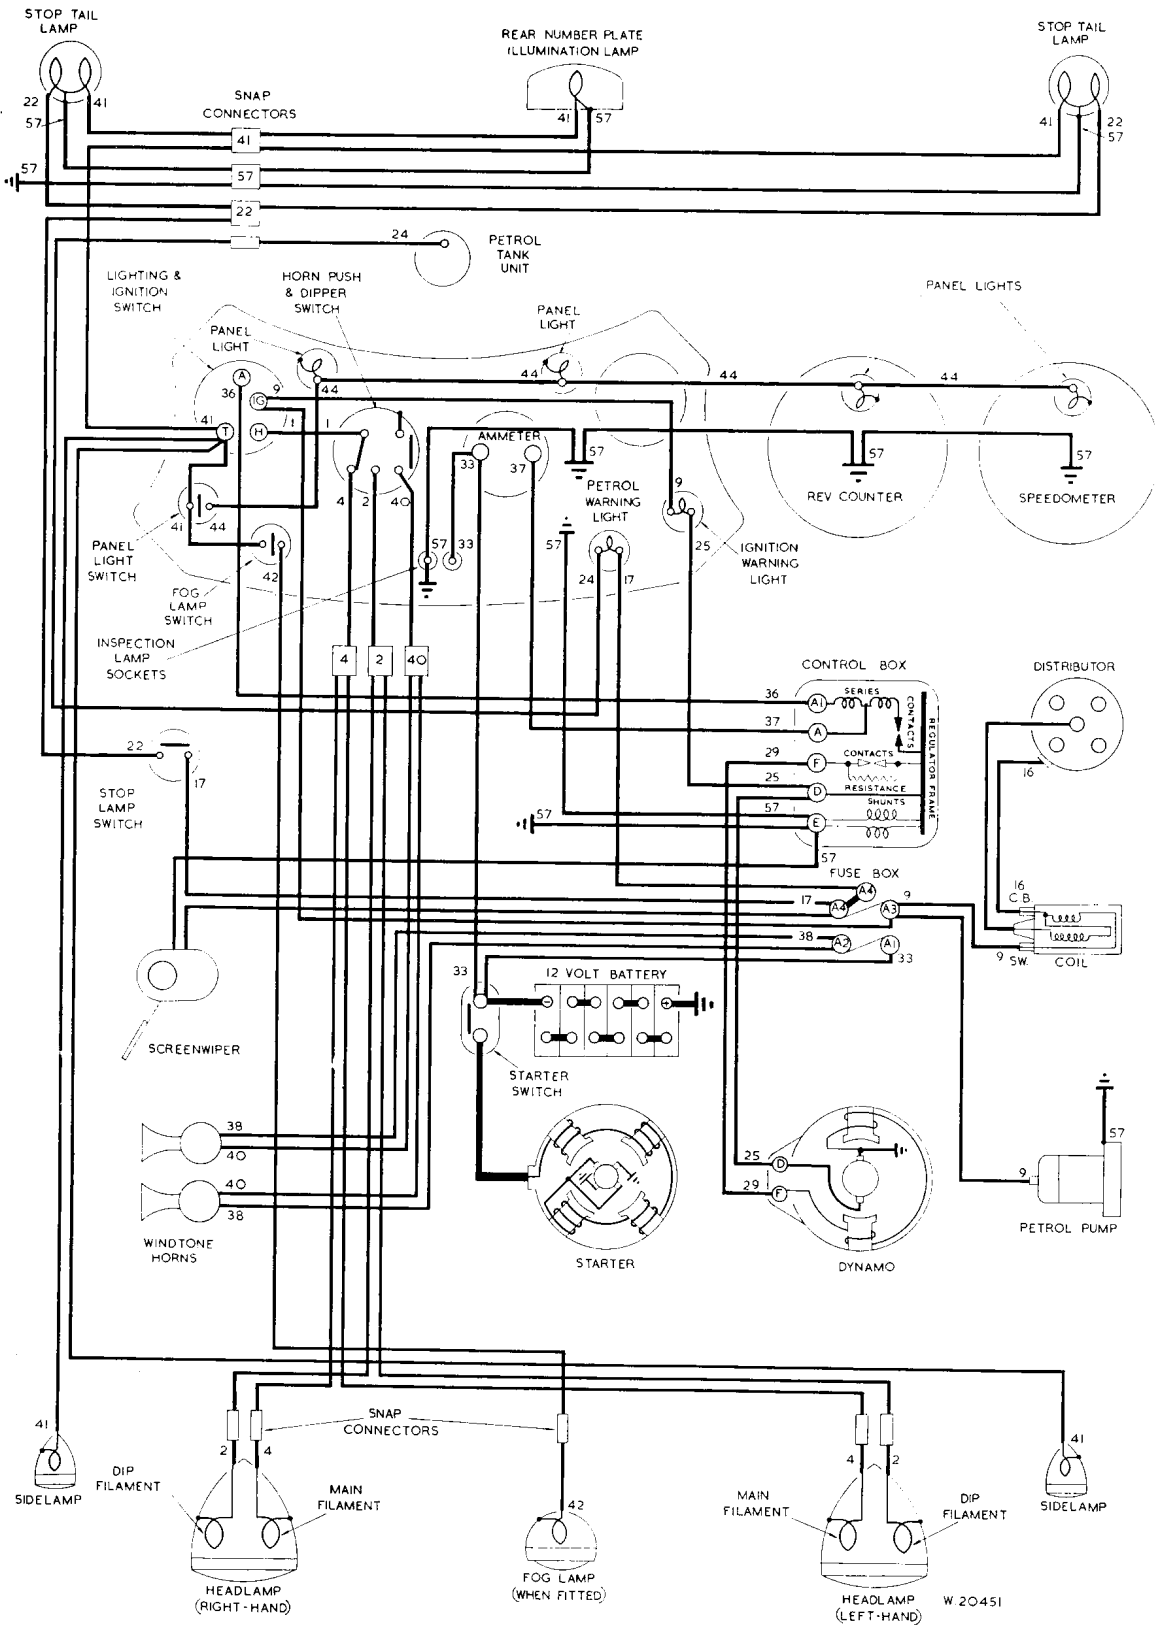 STOP TAIL
LAMP
REAR NUMBER PLATE
ILLUMINATION LAMP
STOP TAIL
LAMP
22
41
57
SNAP
CONNECTORS
41
57
41
22
57
41
57
57
57
22
24
PETROL
TANK
UNIT
LIGHTING &
IGNITION
SWITCH
HORN PUSH
& DIPPER
SWITCH
PANEL
LIGHT
PANEL
LIGHT
PANEL LIGHTS
A
36
9
IG
44
44
44
44
41
T
H
1
1
AMMETER
33
37
57
57
57
4
2
40
PETROL
WARNING
LIGHT
9
REV COUNTER
SPEEDOMETER
41
44
PANEL
LIGHT
SWITCH
42
57
33
57
25
IGNITION
WARNING
LIGHT
24
17
FOG
LAMP
SWITCH
INSPECTION
LAMP
SOCKETS
4
2
40
CONTROL BOX
DISTRIBUTOR
36
A1
SERIES
CONTACTS
REGULATOR FRAME
37
A
29
F
CONTACTS
25
D
RESISTANCE
57
SHUNTS
E
57
57
16
22
17
STOP
LAMP
SWITCH
FUSE BOX
A4
17
A4
A3
9
16
C.B.
38
A2
A1
33
9
SW.
COIL
33
12 VOLT BATTERY
-
+
SCREENWIPER
STARTER
SWITCH
38
40
40
38
WINDTONE
HORNS
STARTER
25
D
29
F
DYNAMO
57
9
PETROL PUMP
41
SIDELAMP
SNAP
CONNECTORS
2
4
DIP
FILAMENT
MAIN
FILAMENT
HEADLAMP
(RIGHT-HAND)
42
FOG LAMP
(WHEN FITTED)
4
2
MAIN
FILAMENT
DIP
FILAMENT
HEADLAMP
(LEFT-HAND)
41
SIDELAMP
W.20451